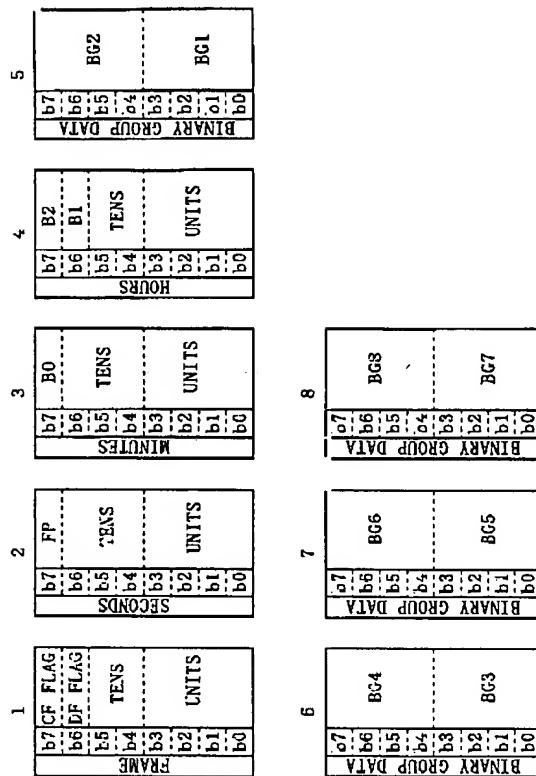 1
FRAME
b7 CF FLAG
b6 DF FLAG
b5
b4
TENS
b3
b2
b1
b0
UNITS
2
SECONDS
b7 FP
b6
b5
b4
TENS
b3
b2
b1
b0
UNITS
3
MINUTES
b7 B0
b6
b5
b4
TENS
b3
b2
b1
b0
UNITS
4
HOURS
b7 B2
b6 B1
b5
b4
TENS
b3
b2
b1
b0
UNITS
5
BINARY GROUP DATA
b7
b6
b5
b4
BG2
b3
b2
b1
b0
BG1
6
BINARY GROUP DATA
b7
b6
b5
b4
BG4
b3
b2
b1
b0
BG3
7
BINARY GROUP DATA
b7
b6
b5
b4
BG6
b3
b2
b1
b0
BG5
8
BINARY GROUP DATA
b7
b6
b5
b4
BG8
b3
b2
b1
b0
BG7